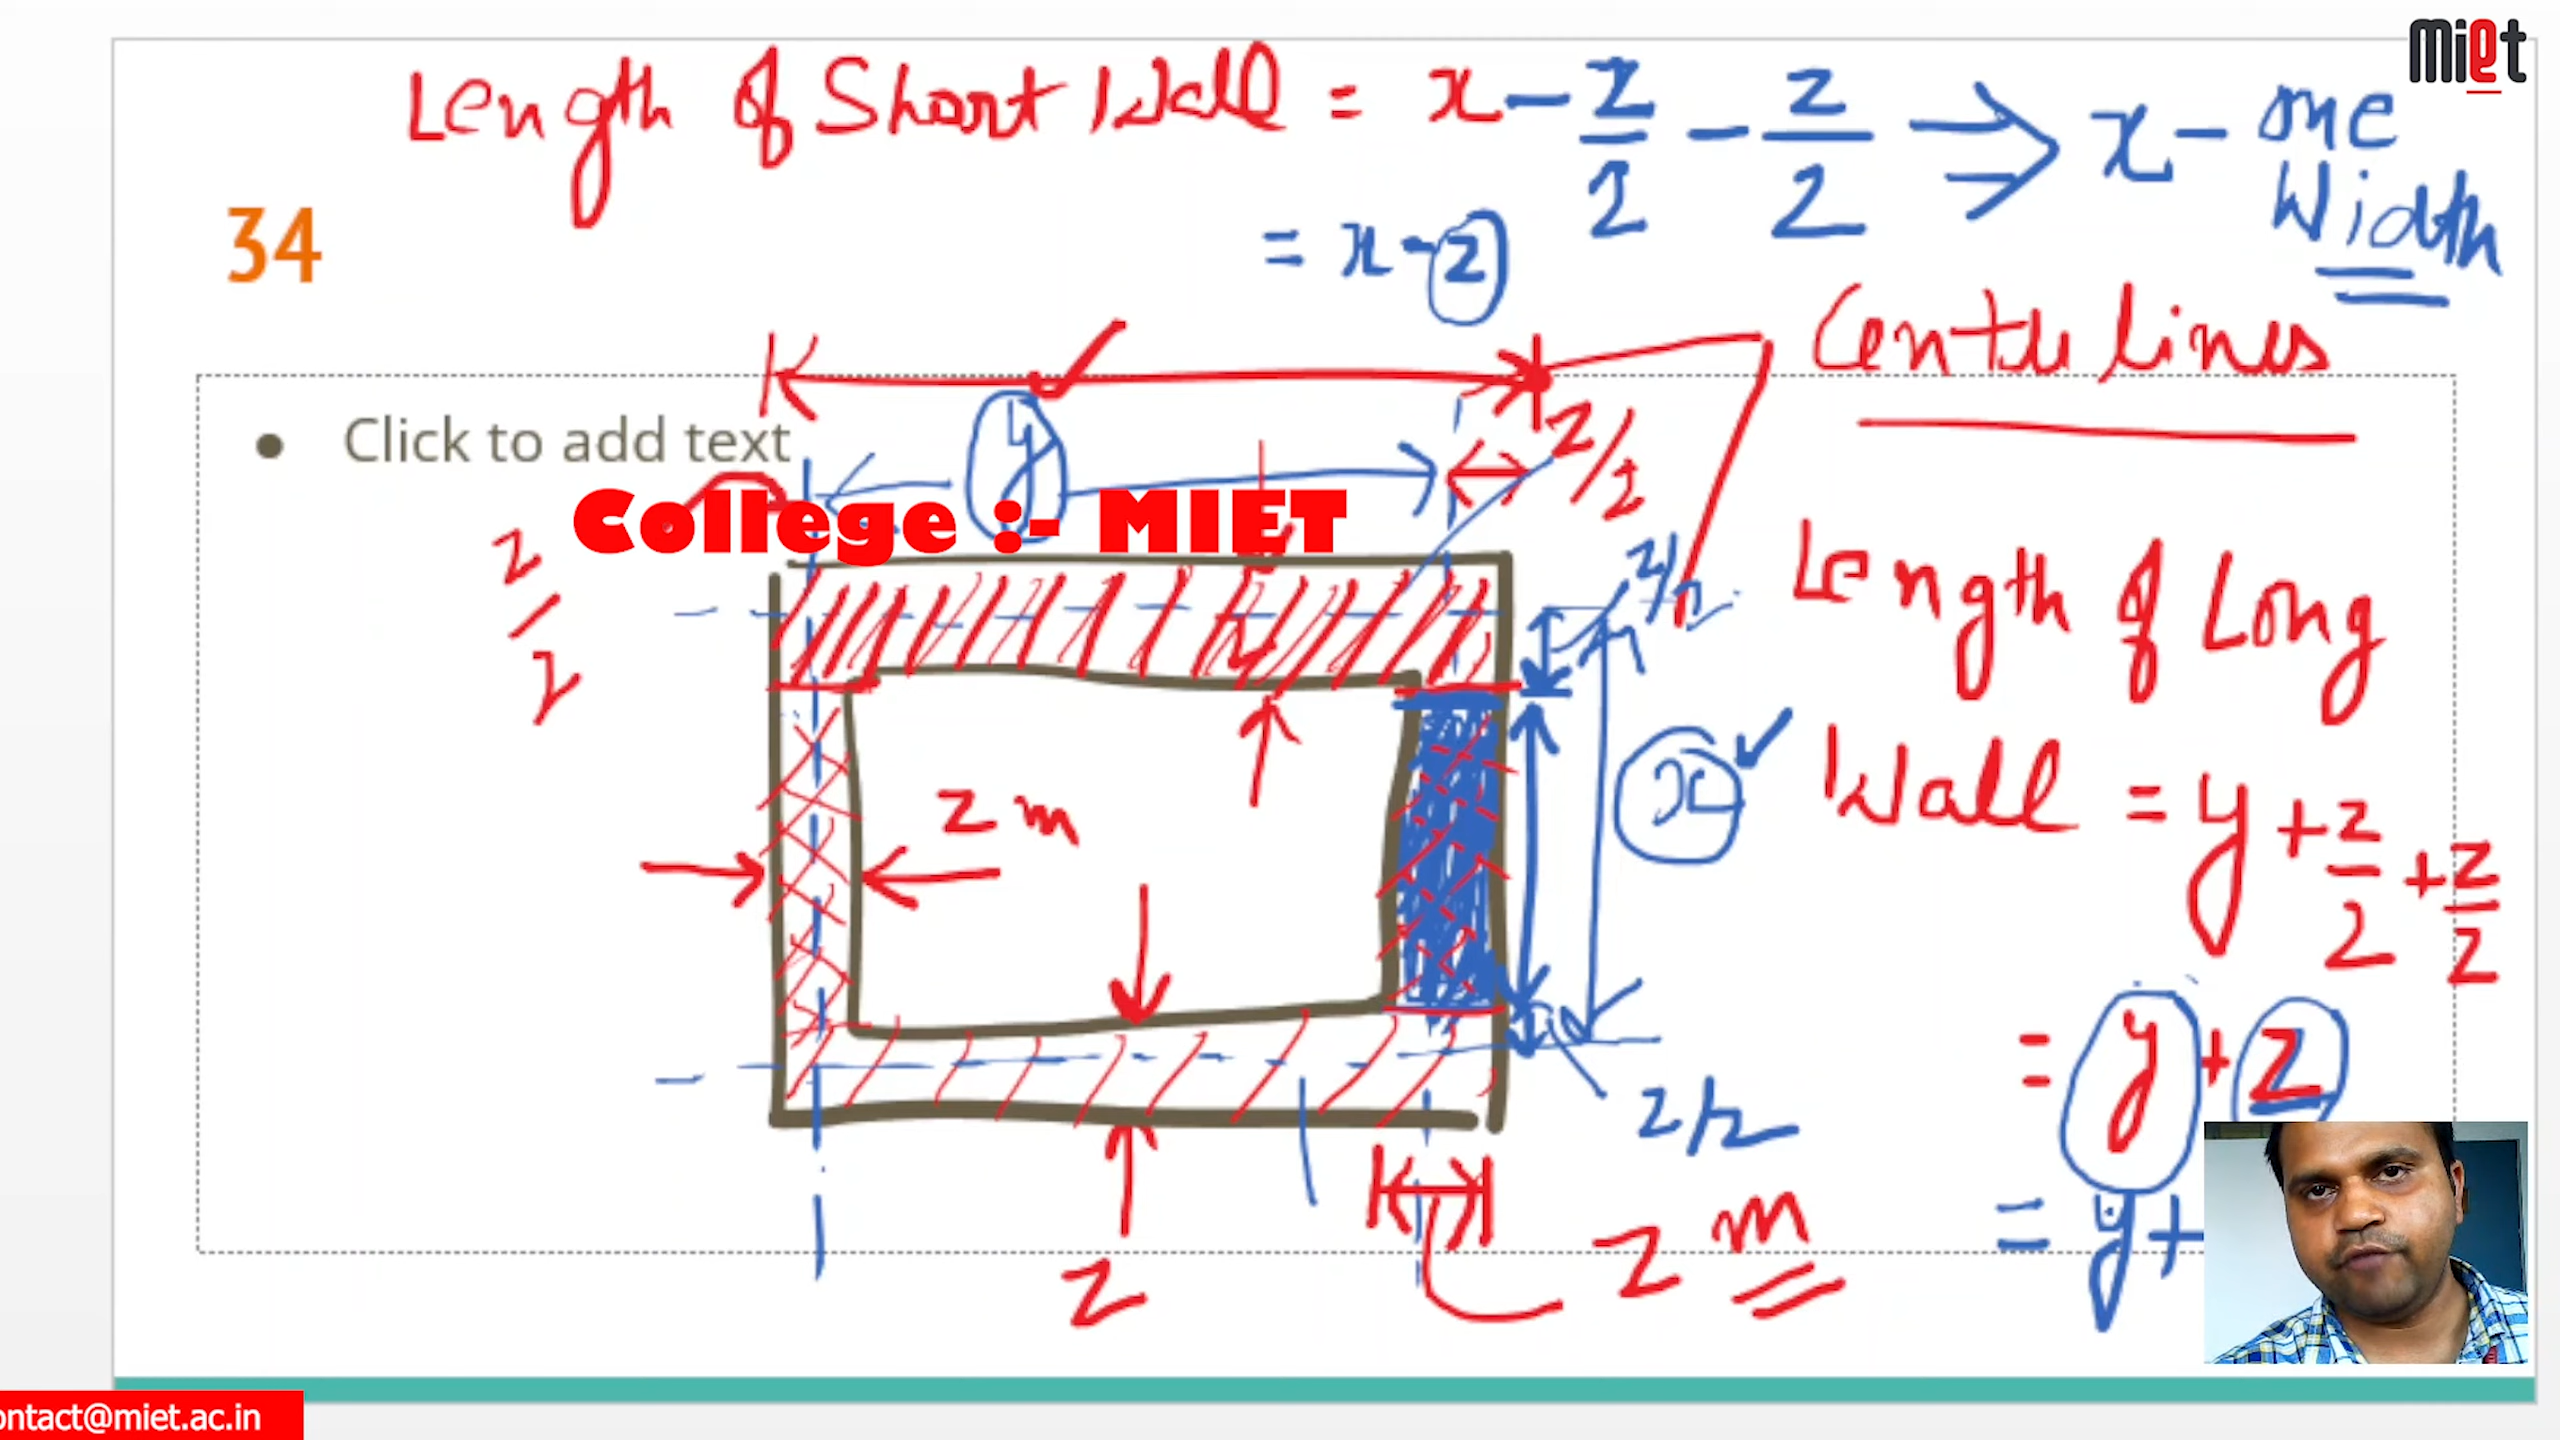 miet
Length of Short Wall = x - z/2 - z/2 ⇒ x - one Width
= x - z
34
Centre lines
Click to add text
y
z/2
College :- MIET
z/2
z/2
Length of Long
Wall = y + z/2 + z/2
x
z m
= y + z
z/2
= y +
z m
z
ontact@miet.ac.in